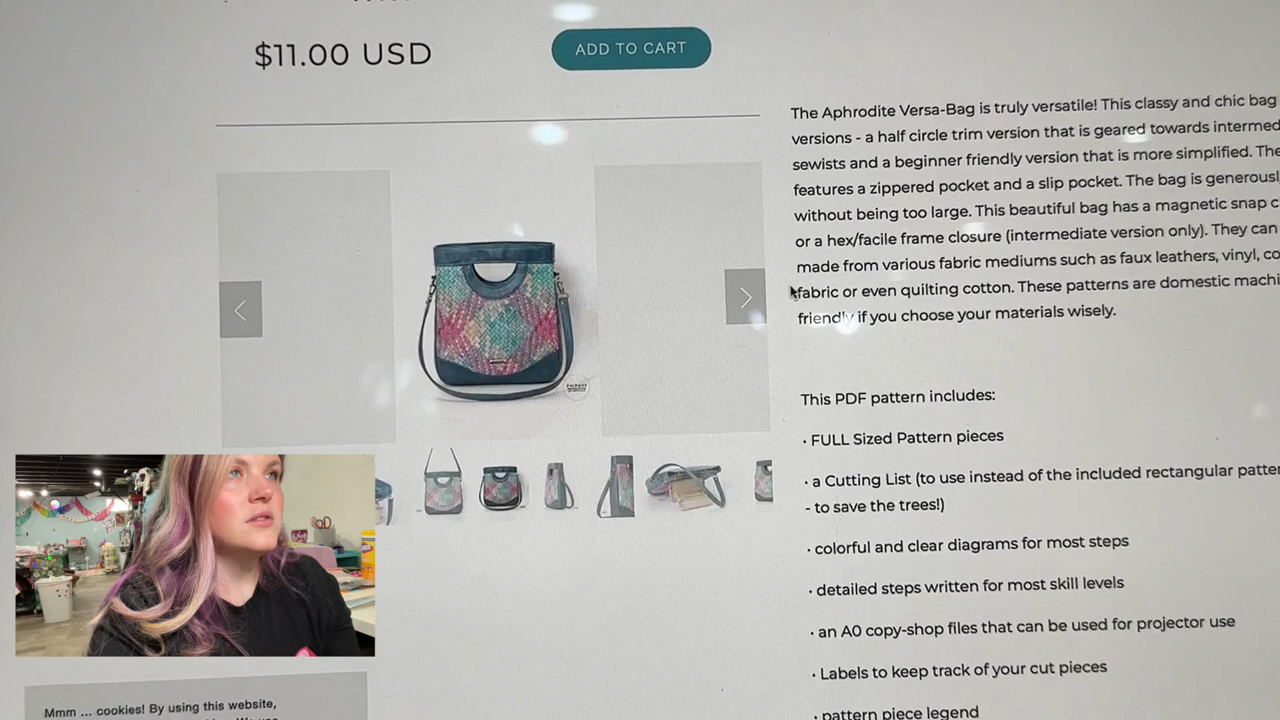 $11.00 USD
ADD TO CART
The Aphrodite Versa-Bag is truly versatile! This classy and chic bag
versions - a half circle trim version that is geared towards intermed
sewists and a beginner friendly version that is more simplified. The
features a zippered pocket and a slip pocket. The bag is generousl
without being too large. This beautiful bag has a magnetic snap c
or a hex/facile frame closure (intermediate version only). They can
made from various fabric mediums such as faux leathers, vinyl, co
fabric or even quilting cotton. These patterns are domestic machi
friendly if you choose your materials wisely.
This PDF pattern includes:
· FULL Sized Pattern pieces
· a Cutting List (to use instead of the included rectangular patter
- to save the trees!)
· colorful and clear diagrams for most steps
· detailed steps written for most skill levels
· an A0 copy-shop files that can be used for projector use
· Labels to keep track of your cut pieces
· pattern piece legend
Mmm ... cookies! By using this website,